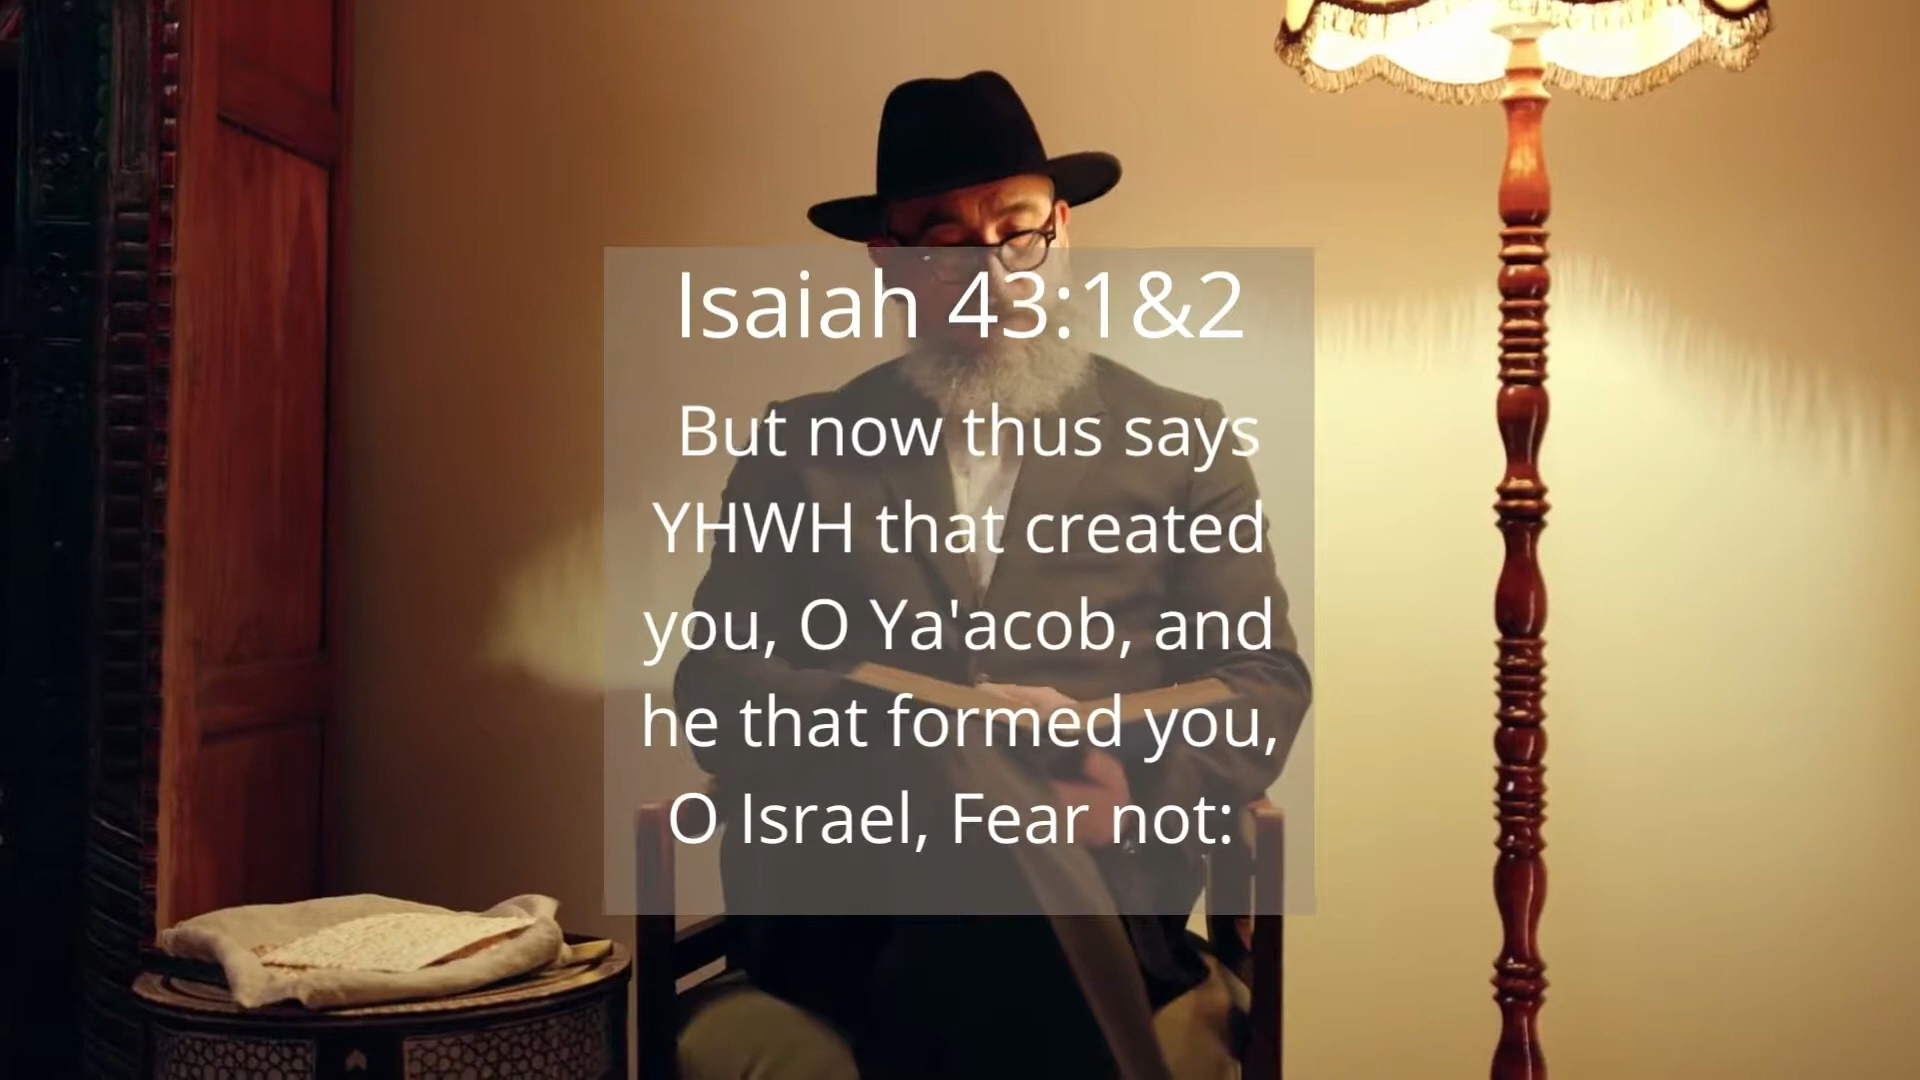 Isaiah 43:1&2
But now thus says
YHWH that created
you, O Ya'acob, and
he that formed you,
O Israel, Fear not: